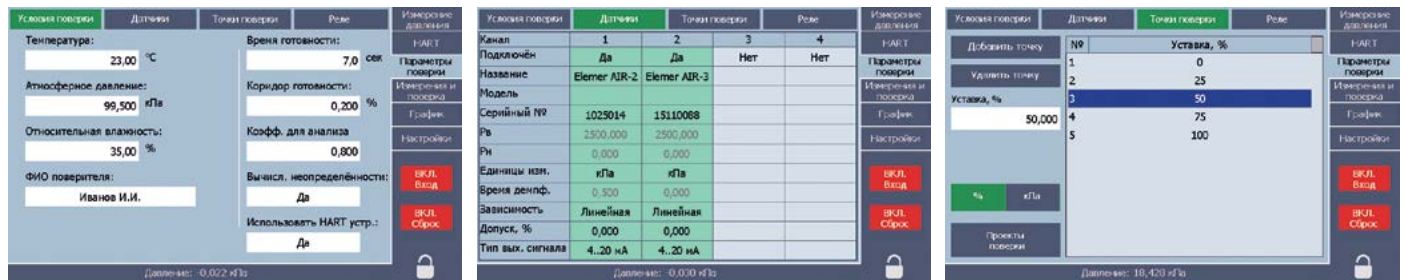 Условия поверки Датчики Точки поверки Реле Измерение давления
Температура: Время готовности: HART
23,00 °C 7,0 сек Параметры поверки
Атмосферное давление: Коридор готовности: Измерения и поверка
99,500 кПа 0,200 % График
Относительная влажность: Коэфф. для анализа Настройки
35,00 % 0,800
ФИО поверителя: Вычисл. неопределённости: ВКЛ. Вход
Иванов И.И. Да
Использовать HART устр.: ВКЛ. Сброс
Да
Давление: -0,022 кПа
Условия поверки Датчики Точки поверки Реле Измерение давления
Канал 1 2 3 4 HART
Подключён Да Да Нет Нет Параметры поверки
Название Elemer AIR-2 Elemer AIR-3
Модель Измерения и поверка
Серийный № 1025014 15110088 График
Рв 2500,000 2500,000 Настройки
Рн 0,000 0,000
Единицы изм. кПа кПа ВКЛ. Вход
Время демпф. 0,500 0,000
Зависимость Линейная Линейная ВКЛ. Сброс
Допуск, % 0,000 0,000
Тип вых. сигнала 4..20 мА 4..20 мА
Давление: -0,030 кПа
Условия поверки Датчики Точки поверки Реле Измерение давления
Добавить точку № Уставка, % HART
1 0 Параметры поверки
Удалить точку 2 25 Измерения и поверка
Уставка, % 3 50
50,000 4 75 График
5 100 Настройки
ВКЛ. Вход
% кПа
ВКЛ. Сброс
Проекты поверки
Давление: 18,428 кПа